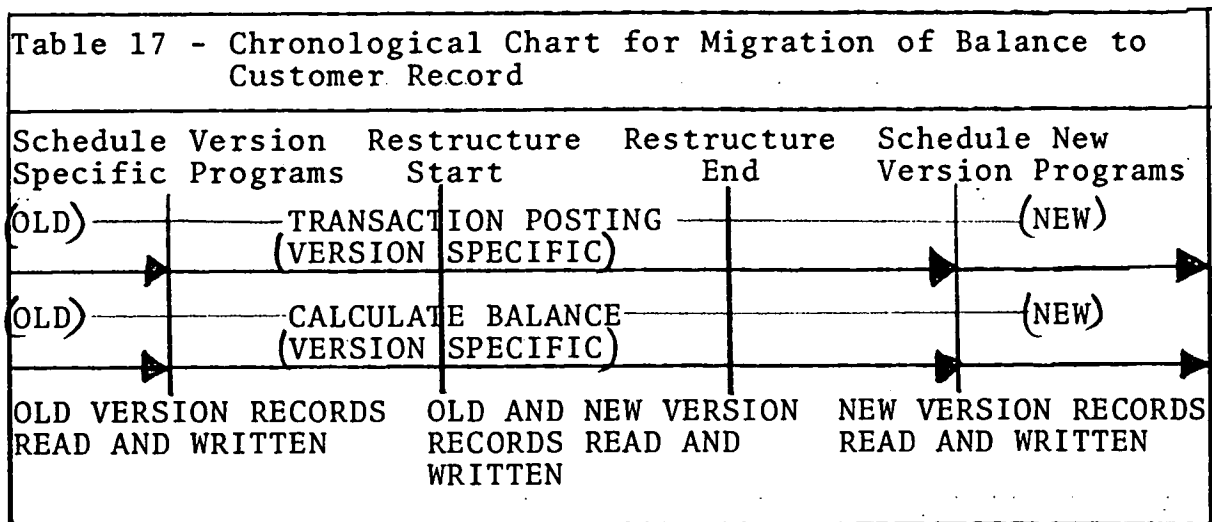 Table 17 - Chronological Chart for Migration of Balance to
Customer Record
Schedule Version Restructure Restructure Schedule New
Specific Programs Start End Version Programs
(OLD) TRANSACTION POSTING (NEW)
(VERSION SPECIFIC)
(OLD) CALCULATE BALANCE (NEW)
(VERSION SPECIFIC)
OLD VERSION RECORDS OLD AND NEW VERSION NEW VERSION RECORDS
READ AND WRITTEN RECORDS READ AND READ AND WRITTEN
WRITTEN